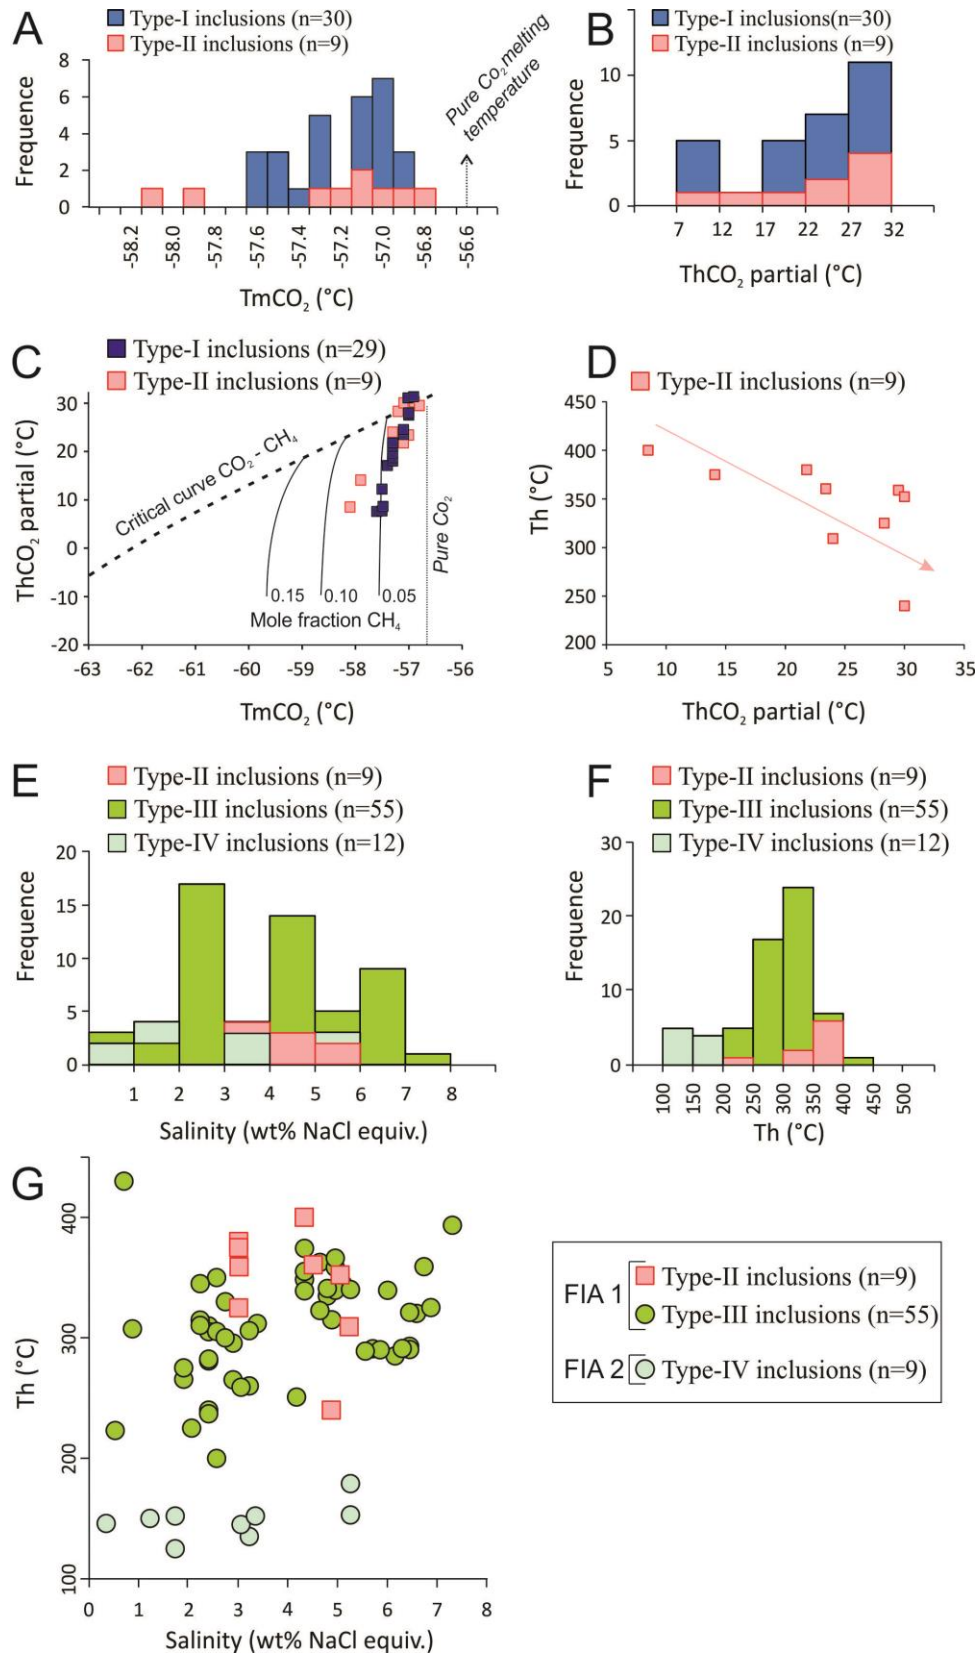 A
Type-I inclusions (n=30)
Type-II inclusions (n=9)
Frequence
8
6
4
2
0
Pure Co₂ melting
temperature
-58.2
-58.0
-57.8
-57.6
-57.4
-57.2
-57.0
-56.8
-56.6
TmCO₂ (°C)
B
Type-I inclusions(n=30)
Type-II inclusions (n=9)
Frequence
10
5
0
7 12 17 22 27 32
ThCO₂ partial (°C)
C
Type-I inclusions (n=29)
Type-II inclusions (n=9)
ThCO₂ partial (°C)
30
20
10
0
-10
-20
Critical curve CO₂ - CH₄
Pure Co₂
0.15 0.10 0.05
Mole fraction CH₄
-63 -62 -61 -60 -59 -58 -57 -56
TmCO₂ (°C)
D
Type-II inclusions (n=9)
Th (°C)
450
400
350
300
250
200
5 15 25 30 35
ThCO₂ partial (°C)
E
Type-II inclusions (n=9)
Type-III inclusions (n=55)
Type-IV inclusions (n=12)
Frequence
20
15
10
5
0
1 2 3 4 5 6 7 8
Salinity (wt% NaCl equiv.)
F
Type-II inclusions (n=9)
Type-III inclusions (n=55)
Type-IV inclusions (n=12)
Frequence
30
20
10
0
100
150
200
250
300
350
400
450
500
Th (°C)
G
Th (°C)
400
300
200
100
0 1 2 3 4 5 6 7 8
Salinity (wt% NaCl equiv.)
FIA 1
Type-II inclusions (n=9)
Type-III inclusions (n=55)
FIA 2
Type-IV inclusions (n=9)